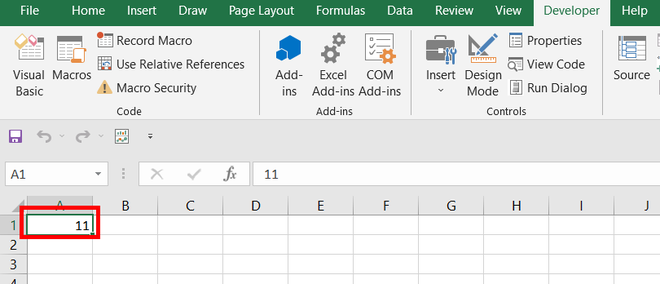 File Home Insert Draw Page Layout Formulas Data Review View Developer Help
Visual Basic
Macros
Record Macro
Use Relative References
Macro Security
Code
Add-ins
Excel Add-ins
COM Add-ins
Add-ins
Insert
Design Mode
Properties
View Code
Run Dialog
Controls
Source
A1 fx 11
A B C D E F G H I J
1 11
2
3
4